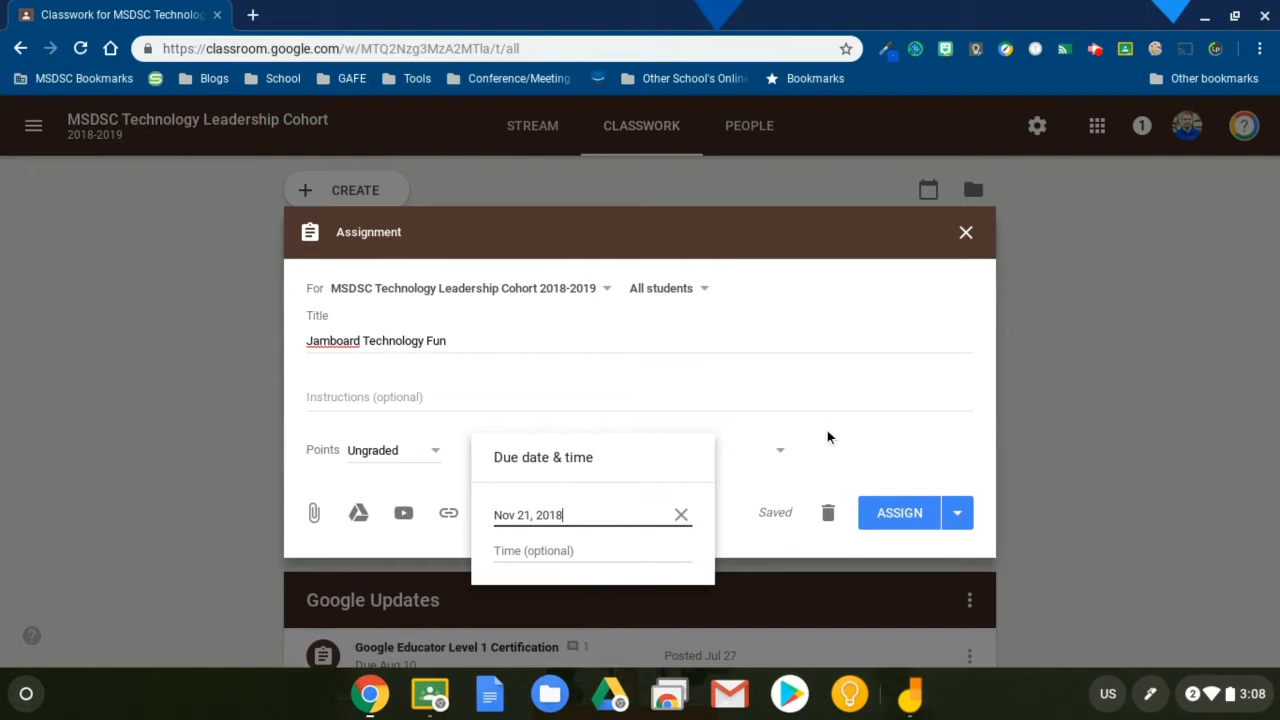 Classwork for MSDSC Technolog
https://classroom.google.com/w/MTQ2Nzg3MzA2MTla/t/all
MSDSC Bookmarks Blogs School GAFE Tools Conference/Meeting Other School's Onlin Bookmarks Other bookmarks
MSDSC Technology Leadership Cohort
2018-2019
STREAM CLASSWORK PEOPLE 1 ?
+ CREATE
Assignment
For MSDSC Technology Leadership Cohort 2018-2019 All students
Title
Jamboard Technology Fun
Instructions (optional)
Points Ungraded
Due date & time
Nov 21, 2018
Time (optional)
Saved ASSIGN
Google Updates
Google Educator Level 1 Certification 1
Due Aug 10
Posted Jul 27
US 2 3:08